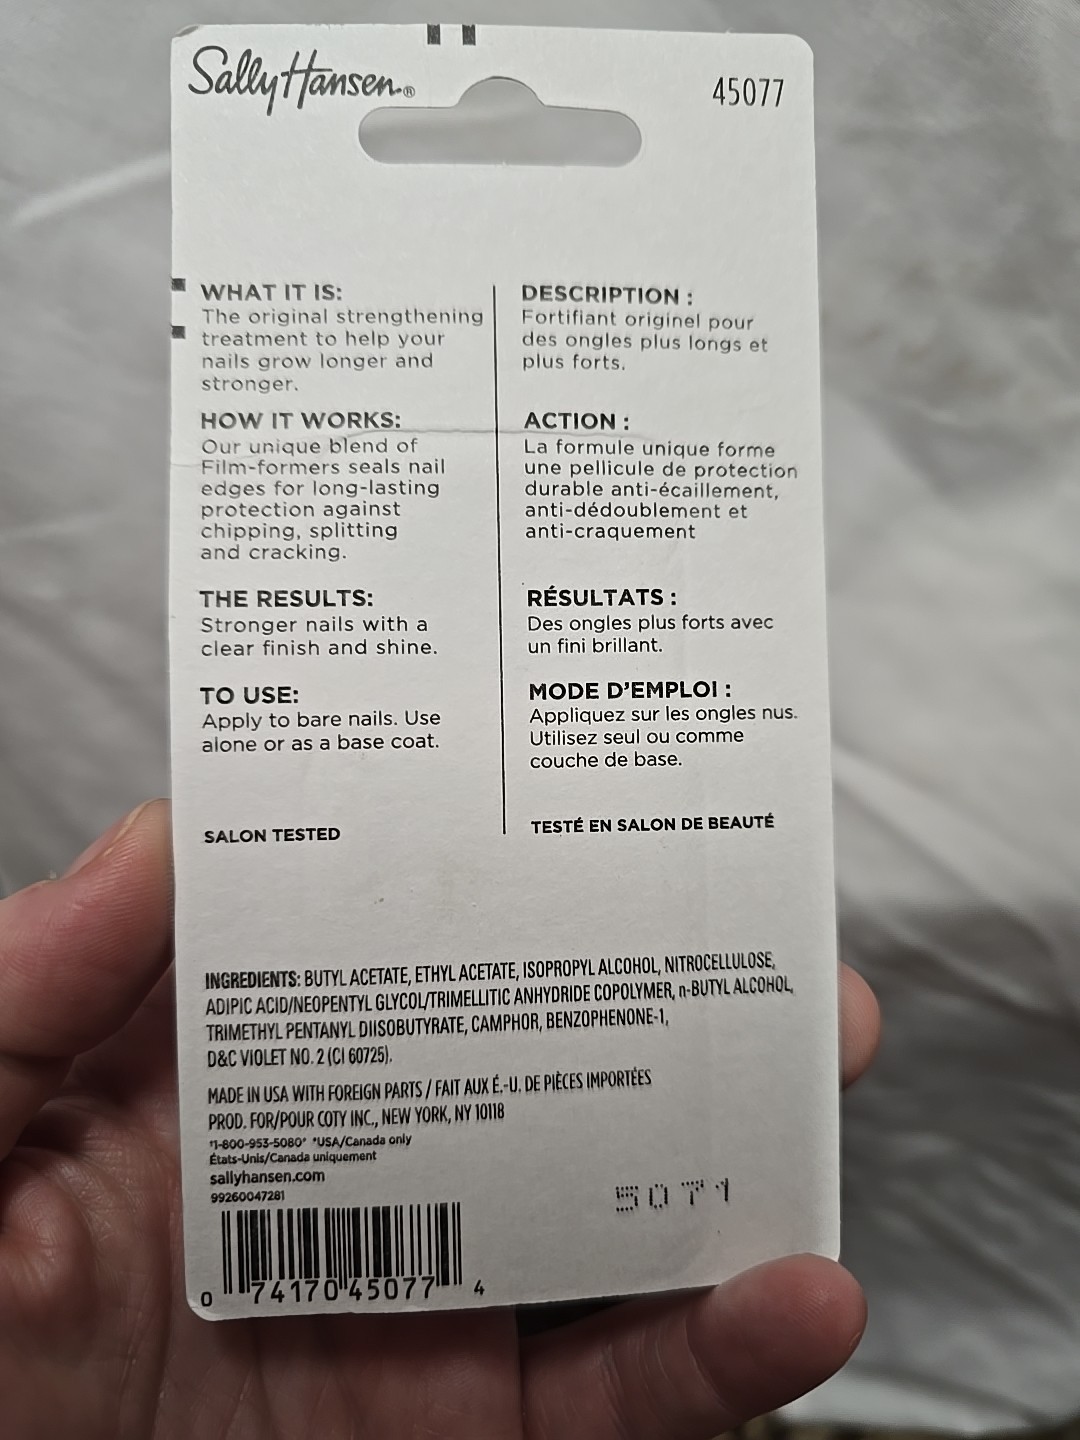 Sally Hansen®
45077
WHAT IT IS:
The original strengthening
treatment to help your
nails grow longer and
stronger.
HOW IT WORKS:
Our unique blend of
Film-formers seals nail
edges for long-lasting
protection against
chipping, splitting
and cracking.
THE RESULTS:
Stronger nails with a
clear finish and shine.
TO USE:
Apply to bare nails. Use
alone or as a base coat.
SALON TESTED
DESCRIPTION :
Fortifiant originel pour
des ongles plus longs et
plus forts.
ACTION :
La formule unique forme
une pellicule de protection
durable anti-écaillement,
anti-dédoublement et
anti-craquement
RÉSULTATS :
Des ongles plus forts avec
un fini brillant.
MODE D'EMPLOI :
Appliquez sur les ongles nus.
Utilisez seul ou comme
couche de base.
TESTÉ EN SALON DE BEAUTÉ
INGREDIENTS: BUTYL ACETATE, ETHYL ACETATE, ISOPROPYL ALCOHOL, NITROCELLULOSE,
ADIPIC ACID/NEOPENTYL GLYCOL/TRIMELLITIC ANHYDRIDE COPOLYMER, n-BUTYL ALCOHOL,
TRIMETHYL PENTANYL DIISOBUTYRATE, CAMPHOR, BENZOPHENONE-1,
D&C VIOLET NO. 2 (CI 60725).
MADE IN USA WITH FOREIGN PARTS / FAIT AUX É.-U. DE PIÈCES IMPORTÉES
PROD. FOR/POUR COTY INC., NEW YORK, NY 10118
*1-800-953-5080* *USA/Canada only
États-Unis/Canada uniquement
sallyhansen.com
99260047281
5071
0 74170 45077 4